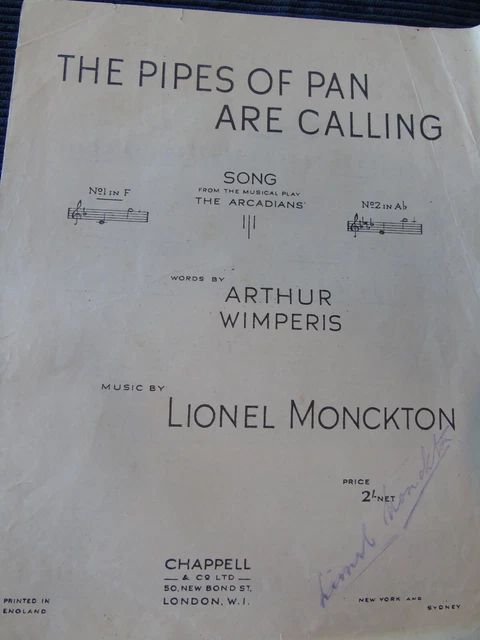 THE PIPES OF PAN
ARE CALLING
SONG
FROM THE MUSICAL PLAY
THE ARCADIANS'
No1 IN F
No2 IN A♭
WORDS BY
ARTHUR
WIMPERIS
MUSIC BY
LIONEL MONCKTON
PRICE
2/- NET
Lionel Monckton
CHAPPELL
& CO LTD
50, NEW BOND ST,
LONDON, W.I.
PRINTED IN
ENGLAND
NEW YORK AND
SYDNEY